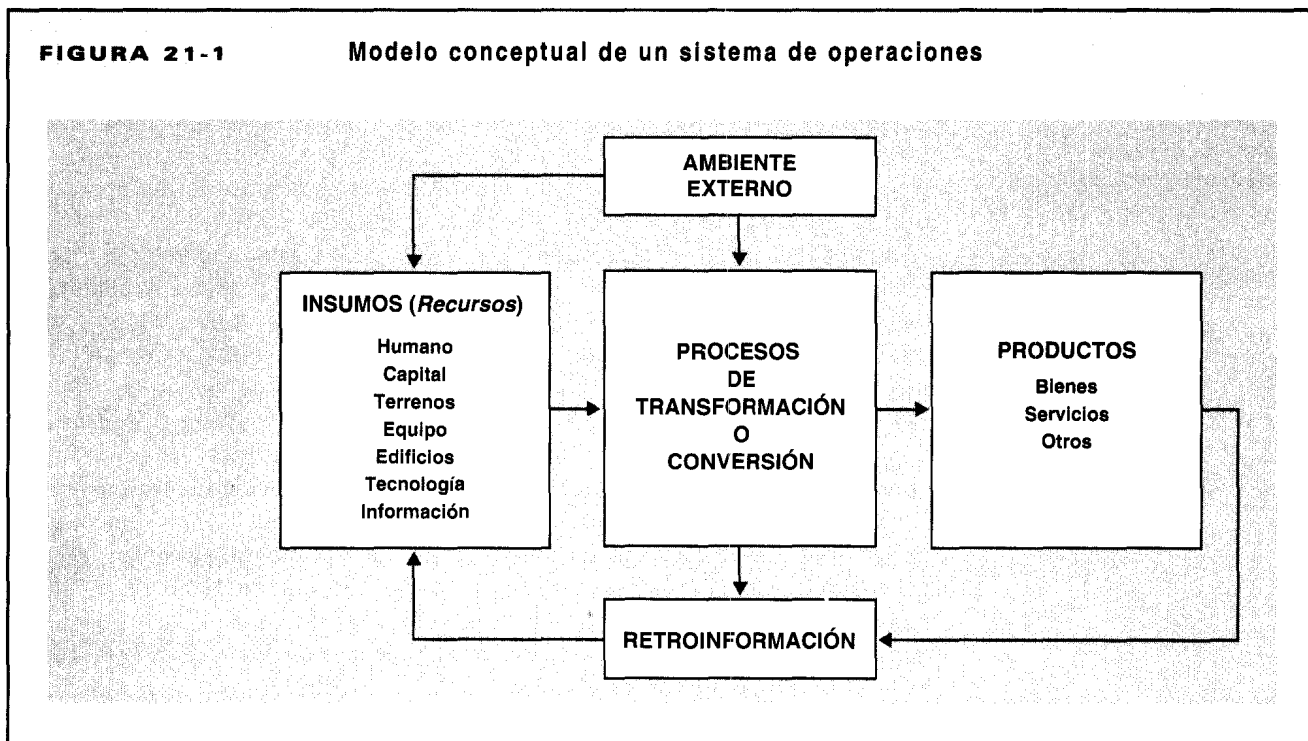 FIGURA 21-1 Modelo conceptual de un sistema de operaciones
AMBIENTE
EXTERNO
INSUMOS (Recursos)
Humano
Capital
Terrenos
Equipo
Edificios
Tecnología
Información
PROCESOS
DE
TRANSFORMACIÓN
O
CONVERSIÓN
PRODUCTOS
Bienes
Servicios
Otros
RETROINFORMACIÓN